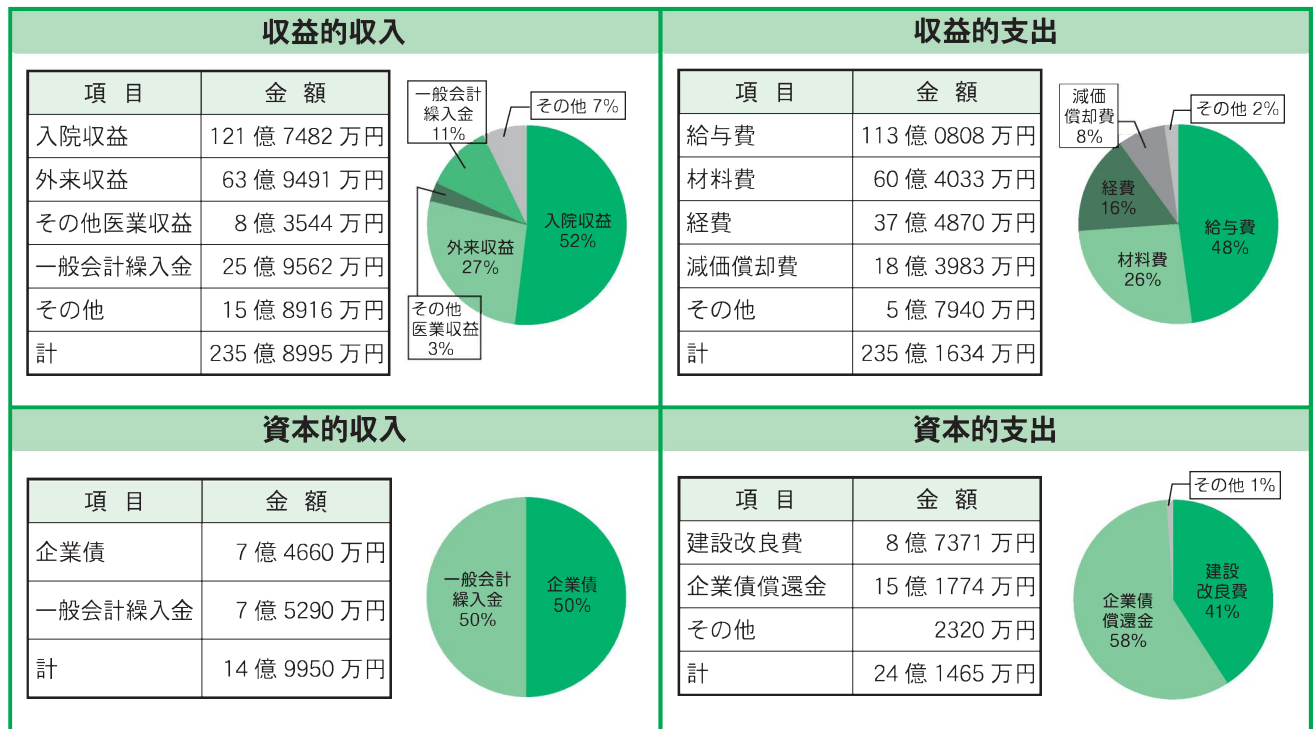 収益的収入
項目 金額
入院収益 121 億 7482 万円
外来収益 63 億 9491 万円
その他医業収益 8 億 3544 万円
一般会計繰入金 25 億 9562 万円
その他 15 億 8916 万円
計 235 億 8995 万円
一般会計
繰入金
11%
その他 7%
入院収益
52%
外来収益
27%
その他
医業収益
3%
収益的支出
項目 金額
給与費 113 億 0808 万円
材料費 60 億 4033 万円
経費 37 億 4870 万円
減価償却費 18 億 3983 万円
その他 5 億 7940 万円
計 235 億 1634 万円
減価
償却費
8%
その他 2%
経費
16%
給与費
48%
材料費
26%
資本的収入
項目 金額
企業債 7 億 4660 万円
一般会計繰入金 7 億 5290 万円
計 14 億 9950 万円
一般会計
繰入金
50%
企業債
50%
資本的支出
項目 金額
建設改良費 8 億 7371 万円
企業債償還金 15 億 1774 万円
その他 2320 万円
計 24 億 1465 万円
その他 1%
建設
改良費
41%
企業債
償還金
58%